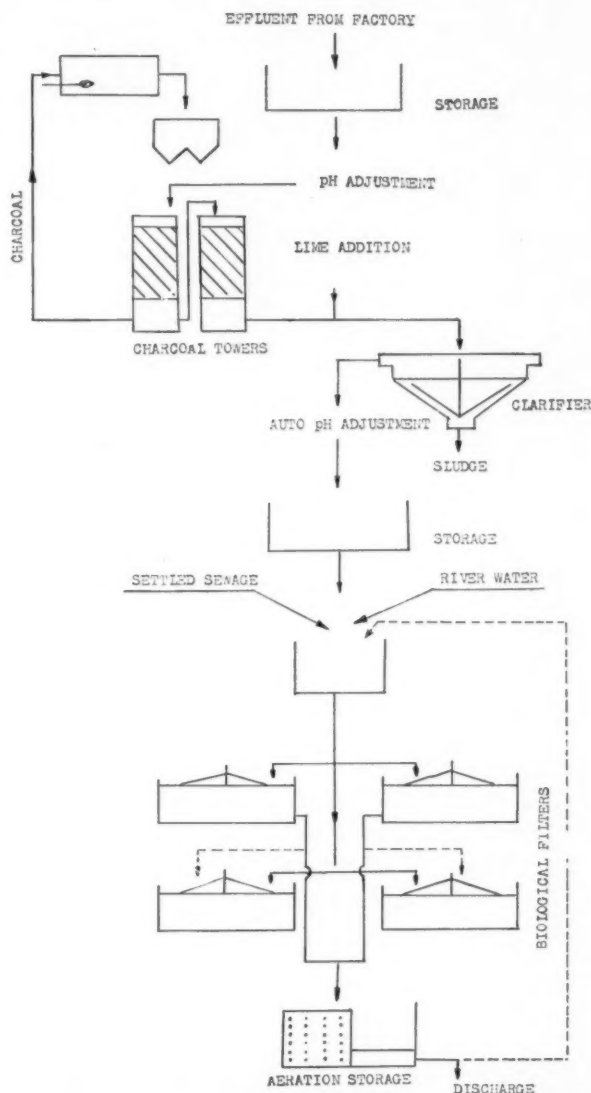 EFFLUENT FROM FACTORY
STORAGE
CHARCOAL
pH ADJUSTMENT
LIME ADDITION
CHARCOAL TOWERS
CLARIFIER
AUTO pH ADJUSTMENT
SLUDGE
STORAGE
SETTLED SEWAGE
RIVER WATER
BIOLOGICAL FILTERS
AERATION STORAGE
DISCHARGE